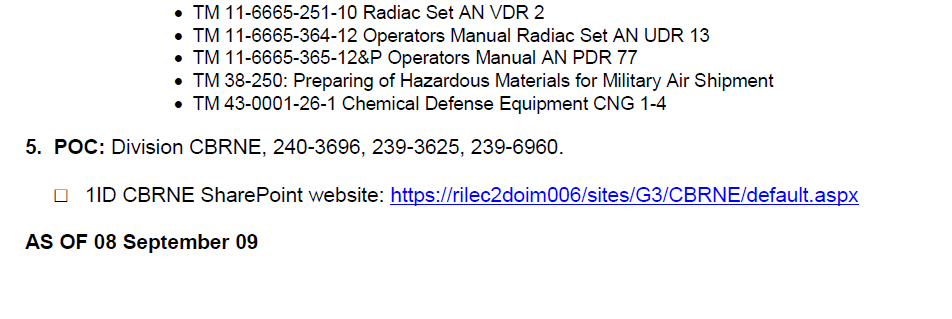 • TM 11-6665-251-10 Radiac Set AN VDR 2
• TM 11-6665-364-12 Operators Manual Radiac Set AN UDR 13
• TM 11-6665-365-12&P Operators Manual AN PDR 77
• TM 38-250: Preparing of Hazardous Materials for Military Air Shipment
• TM 43-0001-26-1 Chemical Defense Equipment CNG 1-4
5. POC: Division CBRNE, 240-3696, 239-3625, 239-6960.
□ 1ID CBRNE SharePoint website: https://rilec2doim006/sites/G3/CBRNE/default.aspx
AS OF 08 September 09